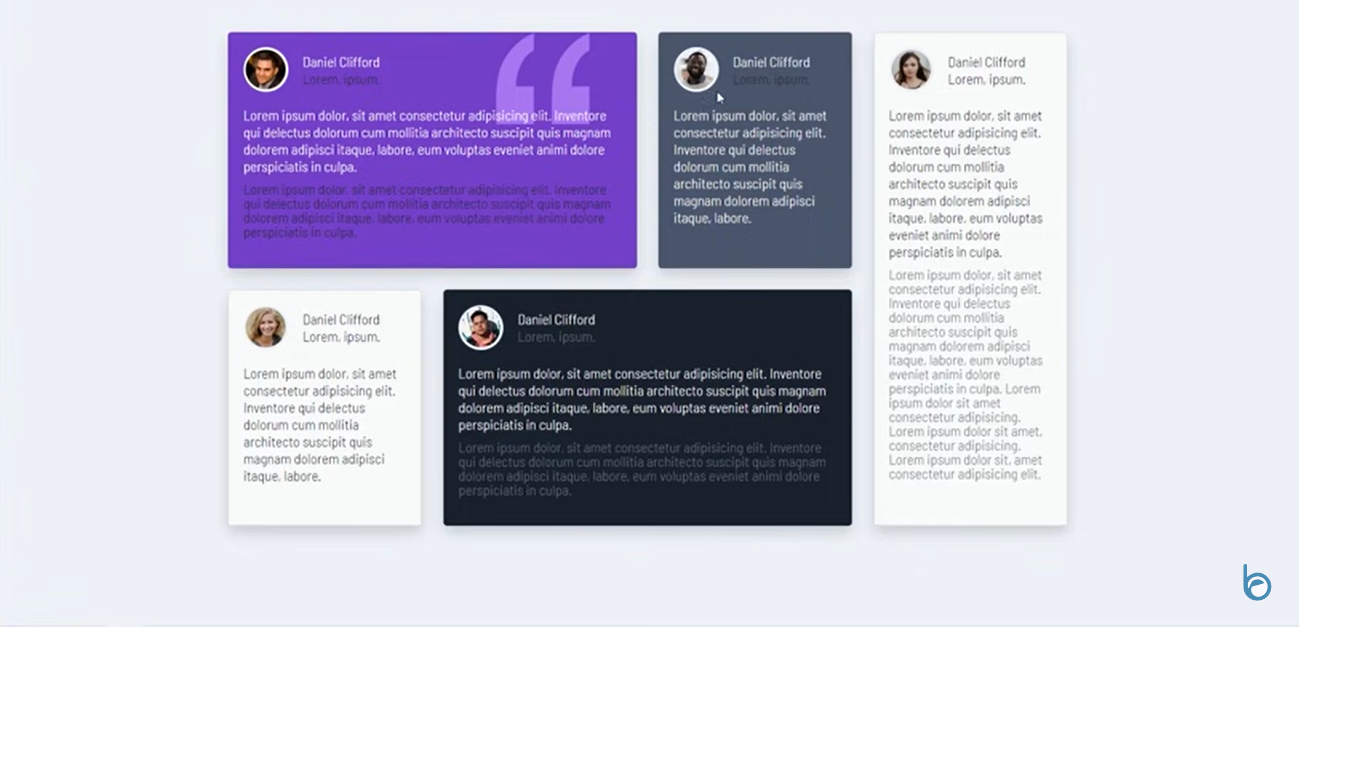 Daniel Clifford
Lorem, ipsum.
Lorem ipsum dolor, sit amet consectetur adipisicing elit. Inventore
qui delectus dolorum cum mollitia architecto suscipit quis magnam
dolorem adipisci itaque, labore, eum voluptas eveniet animi dolore
perspiciatis in culpa.
Lorem ipsum dolor, sit amet consectetur adipisicing elit. Inventore
qui delectus dolorum cum mollitia architecto suscipit quis magnam
dolorem adipisci itaque, labore, eum voluptas eveniet animi dolore
perspiciatis in culpa.
Daniel Clifford
Lorem, ipsum.
Lorem ipsum dolor, sit amet
consectetur adipisicing elit.
Inventore qui delectus
dolorum cum mollitia
architecto suscipit quis
magnam dolorem adipisci
itaque, labore.
Daniel Clifford
Lorem, ipsum.
Lorem ipsum dolor, sit amet
consectetur adipisicing elit.
Inventore qui delectus
dolorum cum mollitia
architecto suscipit quis
magnam dolorem adipisci
itaque, labore, eum voluptas
eveniet animi dolore
perspiciatis in culpa.
Lorem ipsum dolor, sit amet
consectetur adipisicing elit.
Inventore qui delectus
dolorum cum mollitia
architecto suscipit quis
magnam dolorem adipisci
itaque, labore, eum voluptas
eveniet animi dolore
perspiciatis in culpa. Lorem
ipsum dolor sit amet
consectetur adipisicing.
Lorem ipsum dolor sit amet,
consectetur adipisicing.
Lorem ipsum dolor sit, amet
consectetur adipisicing elit.
Daniel Clifford
Lorem, ipsum.
Lorem ipsum dolor, sit amet
consectetur adipisicing elit.
Inventore qui delectus
dolorum cum mollitia
architecto suscipit quis
magnam dolorem adipisci
itaque, labore.
Daniel Clifford
Lorem, ipsum.
Lorem ipsum dolor, sit amet consectetur adipisicing elit. Inventore
qui delectus dolorum cum mollitia architecto suscipit quis magnam
dolorem adipisci itaque, labore, eum voluptas eveniet animi dolore
perspiciatis in culpa.
Lorem ipsum dolor, sit amet consectetur adipisicing elit. Inventore
qui delectus dolorum cum mollitia architecto suscipit quis magnam
dolorem adipisci itaque, labore, eum voluptas eveniet animi dolore
perspiciatis in culpa.